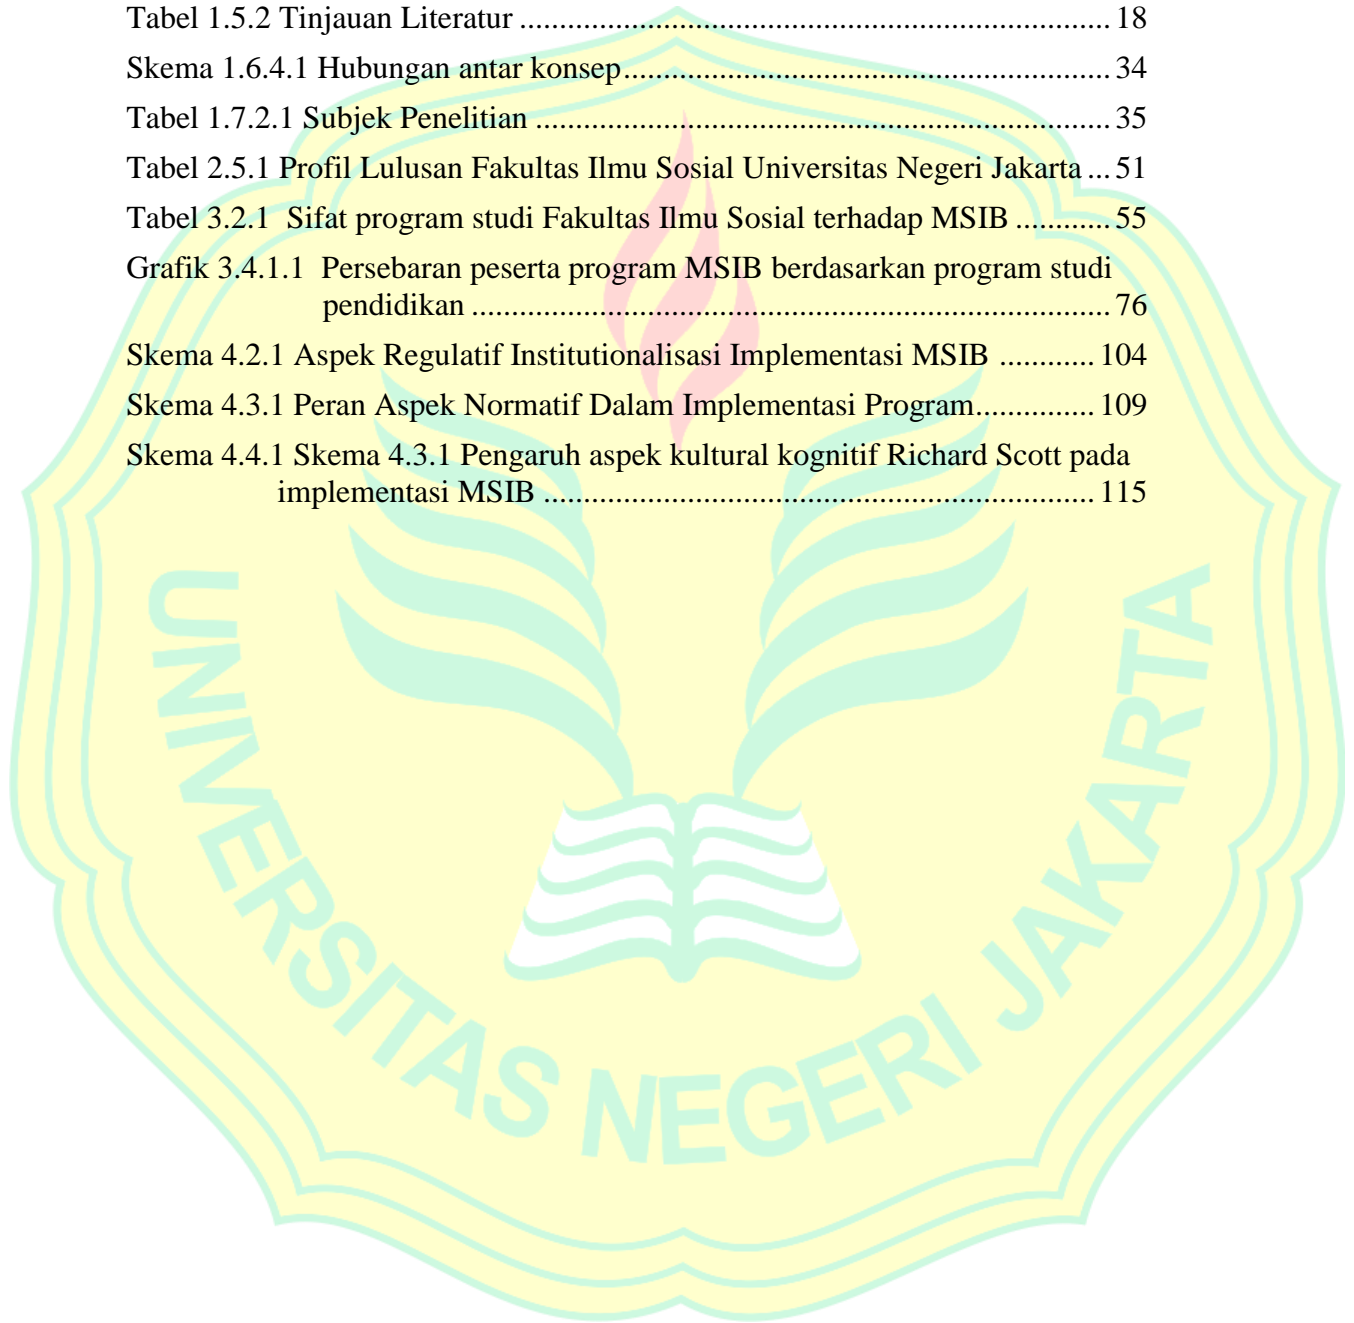 Tabel 1.5.2 Tinjauan Literatur ........................................................................ 18
Skema 1.6.4.1 Hubungan antar konsep............................................................. 34
Tabel 1.7.2.1 Subjek Penelitian ........................................................................ 35
Tabel 2.5.1 Profil Lulusan Fakultas Ilmu Sosial Universitas Negeri Jakarta ... 51
Tabel 3.2.1 Sifat program studi Fakultas Ilmu Sosial terhadap MSIB ............ 55
Grafik 3.4.1.1 Persebaran peserta program MSIB berdasarkan program studi
pendidikan ................................................................................ 76
Skema 4.2.1 Aspek Regulatif Institutionalisasi Implementasi MSIB ............ 104
Skema 4.3.1 Peran Aspek Normatif Dalam Implementasi Program............... 109
Skema 4.4.1 Skema 4.3.1 Pengaruh aspek kultural kognitif Richard Scott pada
implementasi MSIB ..................................................................... 115
UNIVERSITAS NEGERI JAKARTA